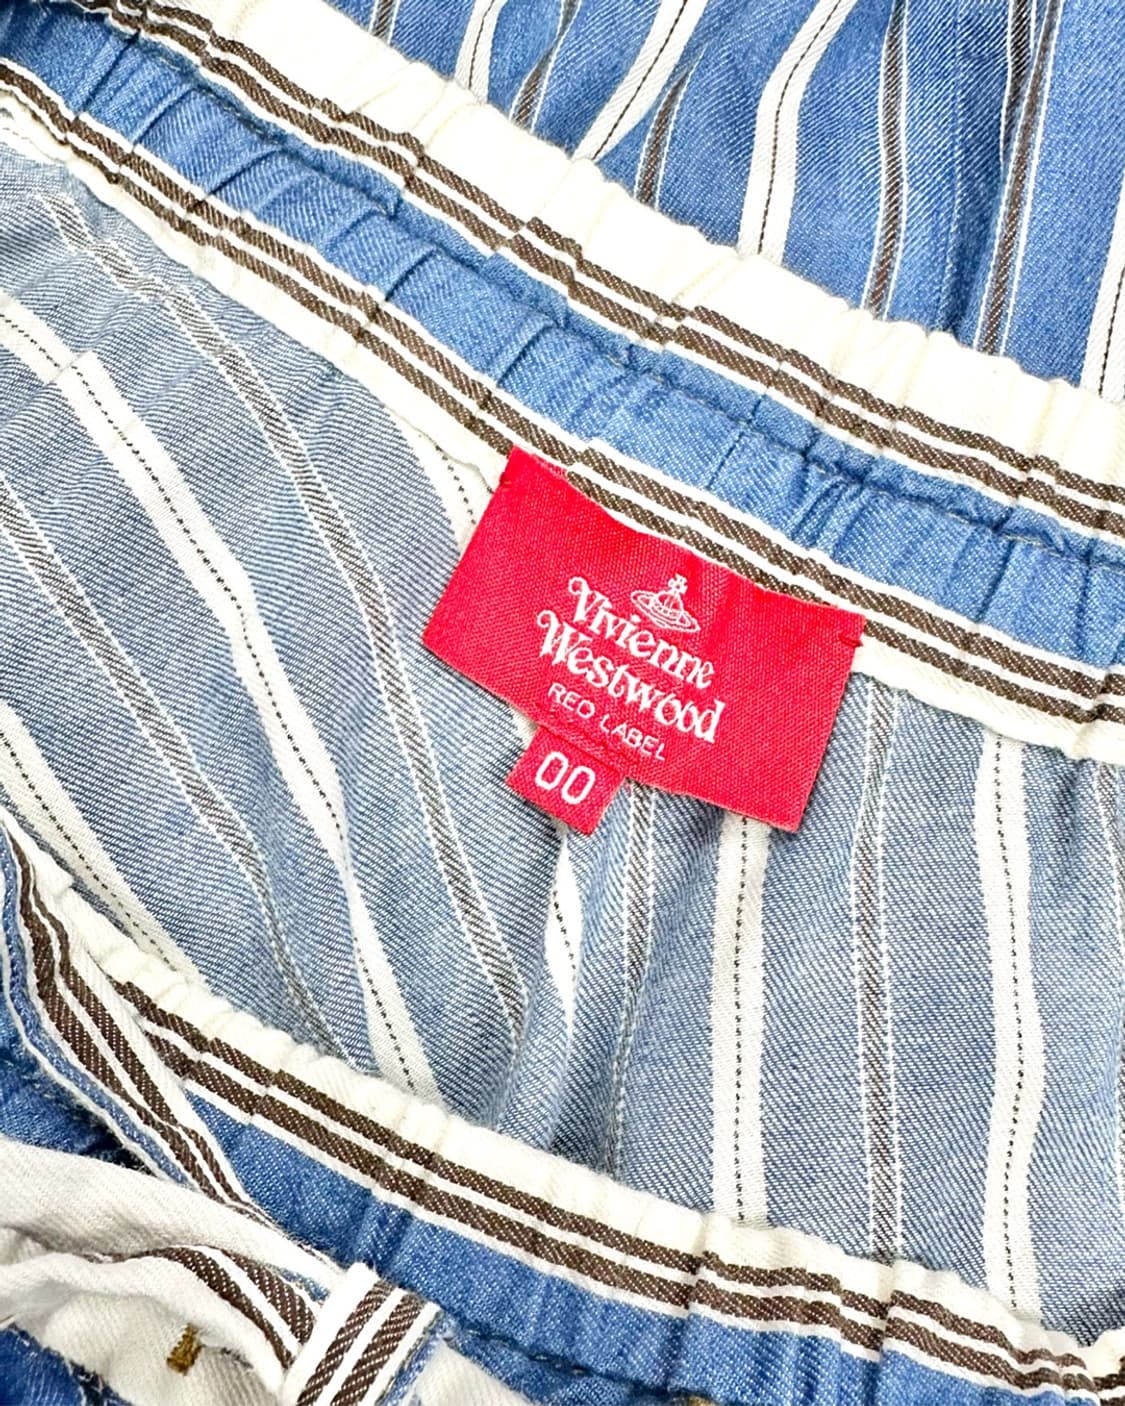 Vivienne
Westwood
RED LABEL
00